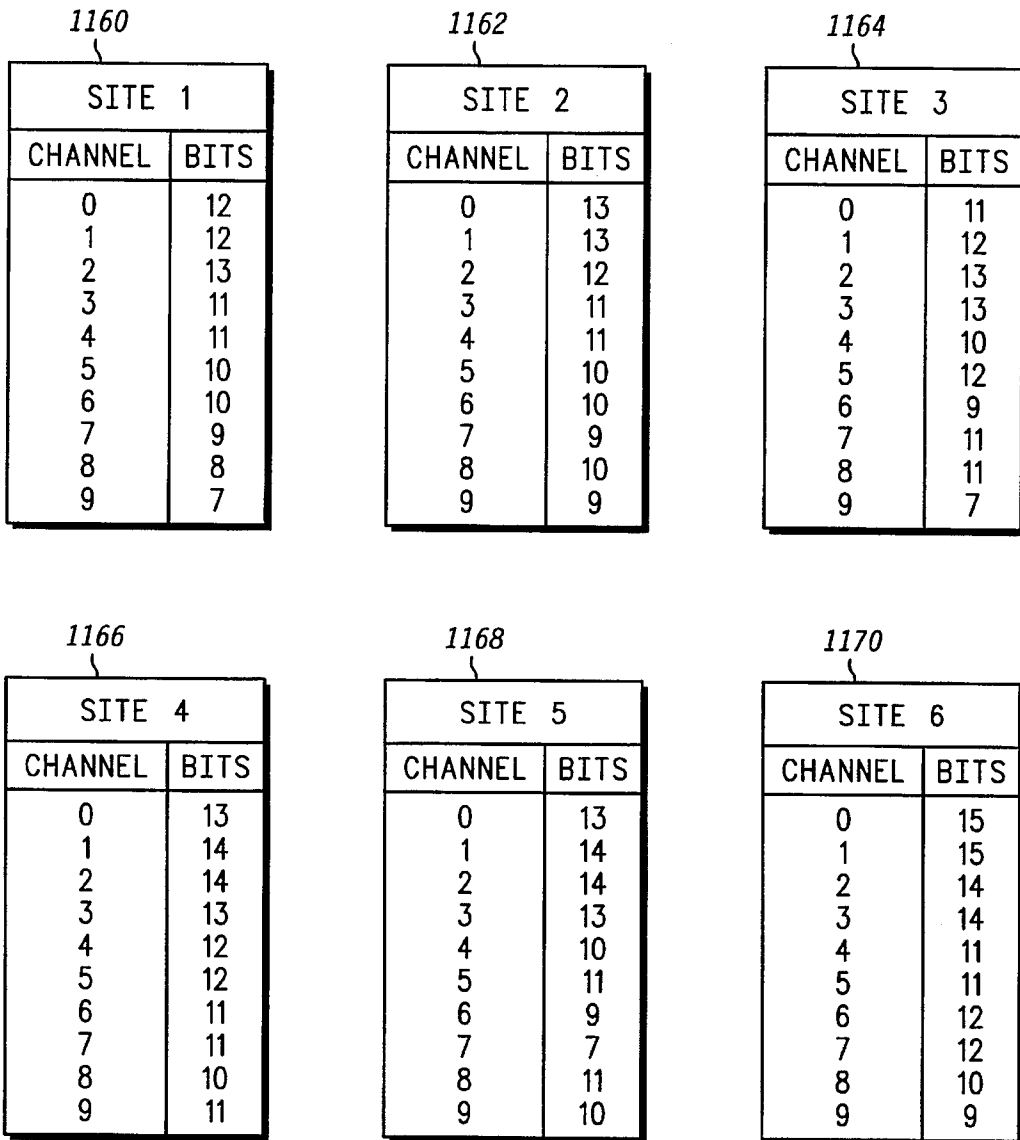 1160 1162 1164
SITE 1 SITE 2 SITE 3
CHANNEL BITS CHANNEL BITS CHANNEL BITS
0 12 0 13 0 11
1 12 1 13 1 12
2 13 2 12 2 13
3 11 3 11 3 13
4 11 4 11 4 10
5 10 5 10 5 12
6 10 6 10 6 9
7 9 7 9 7 11
8 8 8 10 8 11
9 7 9 9 9 7
1166 1168 1170
SITE 4 SITE 5 SITE 6
CHANNEL BITS CHANNEL BITS CHANNEL BITS
0 13 0 13 0 15
1 14 1 14 1 15
2 14 2 14 2 14
3 13 3 13 3 14
4 12 4 10 4 11
5 12 5 11 5 11
6 11 6 9 6 12
7 11 7 7 7 12
8 10 8 11 8 10
9 11 9 10 9 9